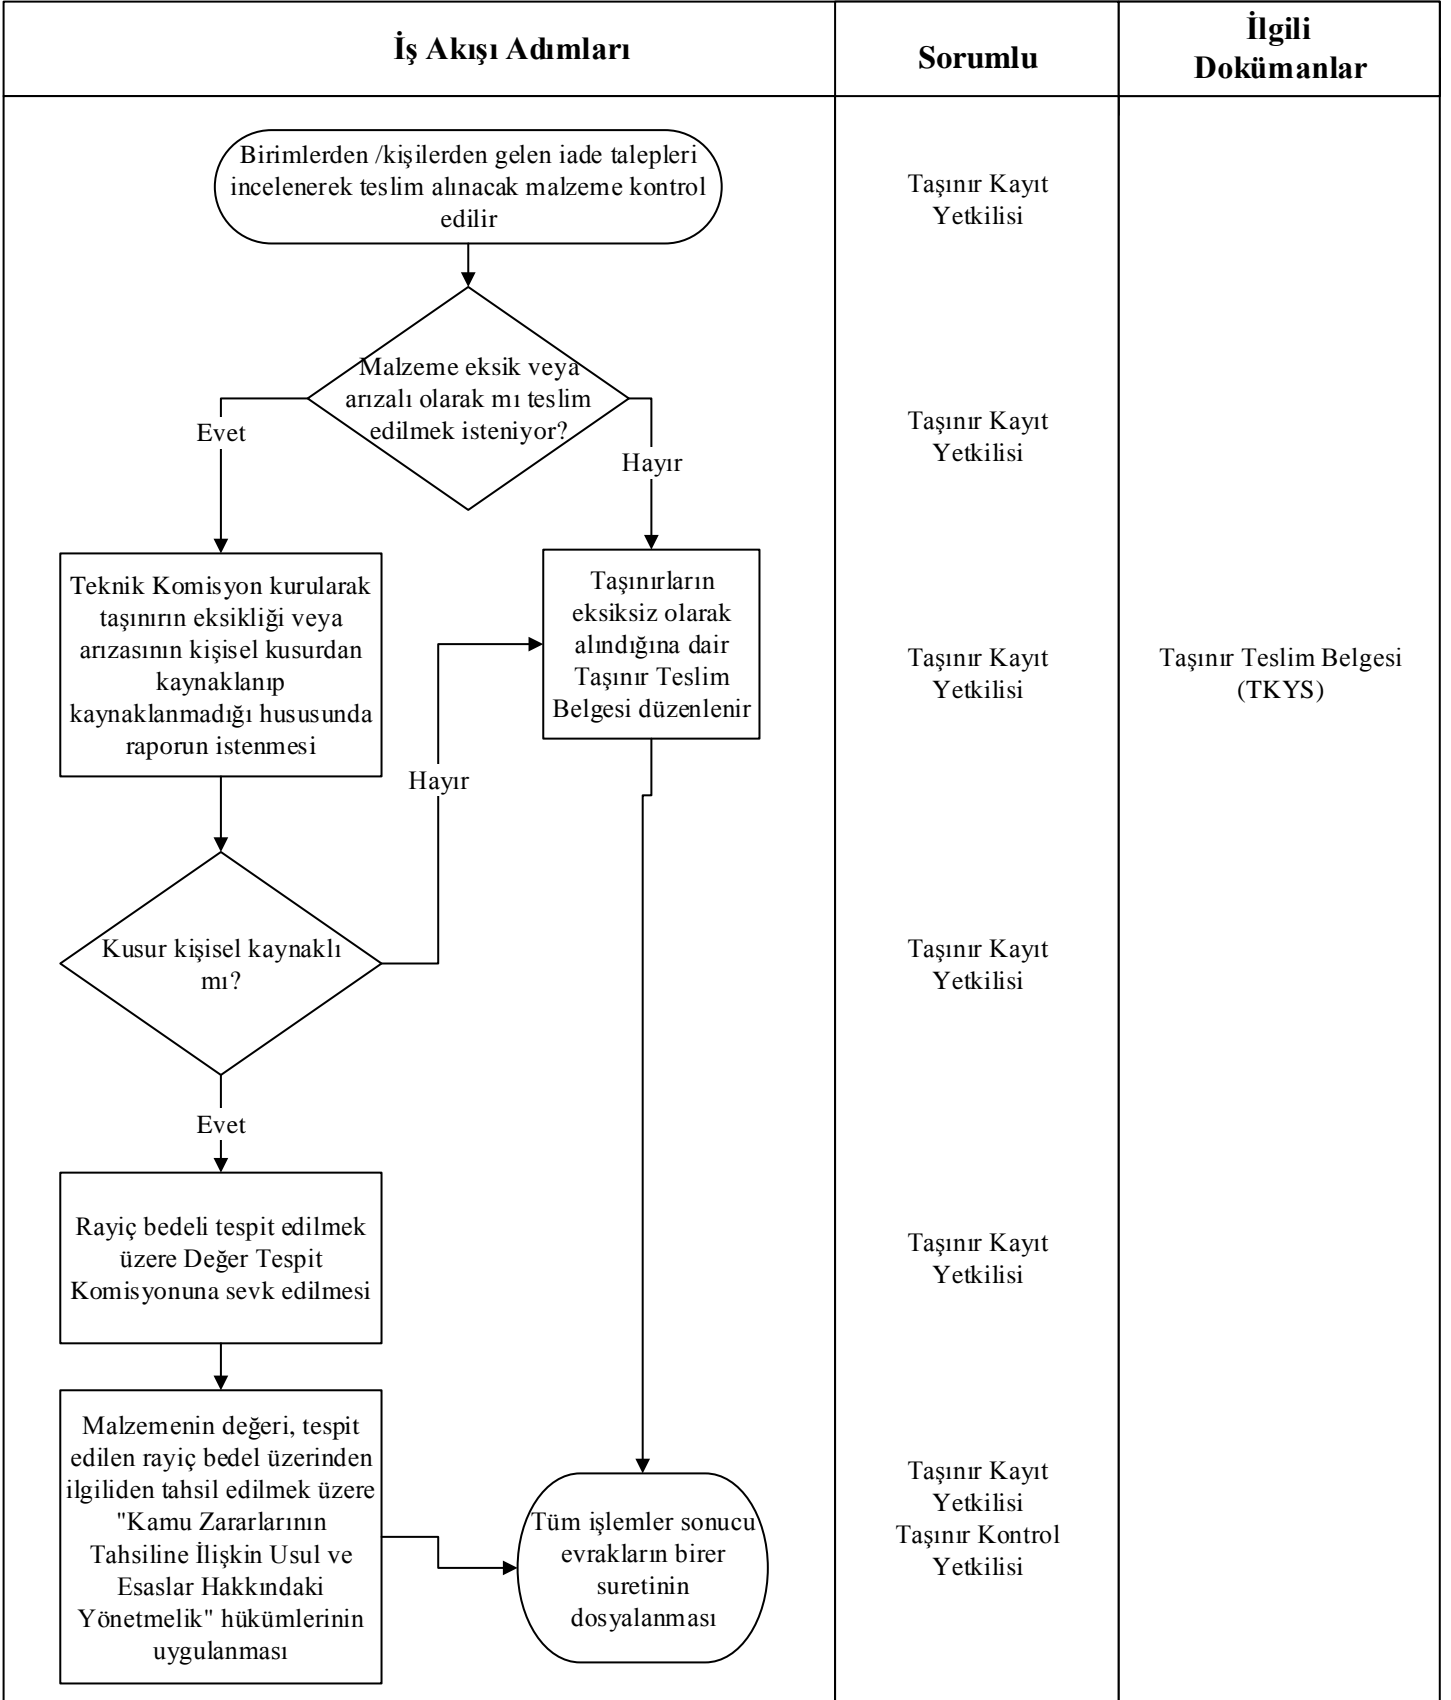 İş Akışı Adımları
Sorumlu
İlgili
Dokümanlar
Birimlerden /kişilerden gelen iade talepleri
incelenerek teslim alınacak malzeme kontrol
edilir
Taşınır Kayıt
Yetkilisi
Malzeme eksik veya
arızalı olarak mı teslim
edilmek isteniyor?
Evet
Hayır
Taşınır Kayıt
Yetkilisi
Teknik Komisyon kurularak
taşınırın eksikliği veya
arızasının kişisel kusurdan
kaynaklanıp
kaynaklanmadığı hususunda
raporun istenmesi
Taşınırların
eksiksiz olarak
alındığına dair
Taşınır Teslim
Belgesi düzenlenir
Taşınır Kayıt
Yetkilisi
Taşınır Teslim Belgesi
(TKYS)
Hayır
Kusur kişisel kaynaklı
mı?
Taşınır Kayıt
Yetkilisi
Evet
Rayiç bedeli tespit edilmek
üzere Değer Tespit
Komisyonuna sevk edilmesi
Taşınır Kayıt
Yetkilisi
Malzemenin değeri, tespit
edilen rayiç bedel üzerinden
ilgiliden tahsil edilmek üzere
"Kamu Zararlarının
Tahsiline İlişkin Usul ve
Esaslar Hakkındaki
Yönetmelik" hükümlerinin
uygulanması
Tüm işlemler sonucu
evrakların birer
suretinin
dosyalanması
Taşınır Kayıt
Yetkilisi
Taşınır Kontrol
Yetkilisi